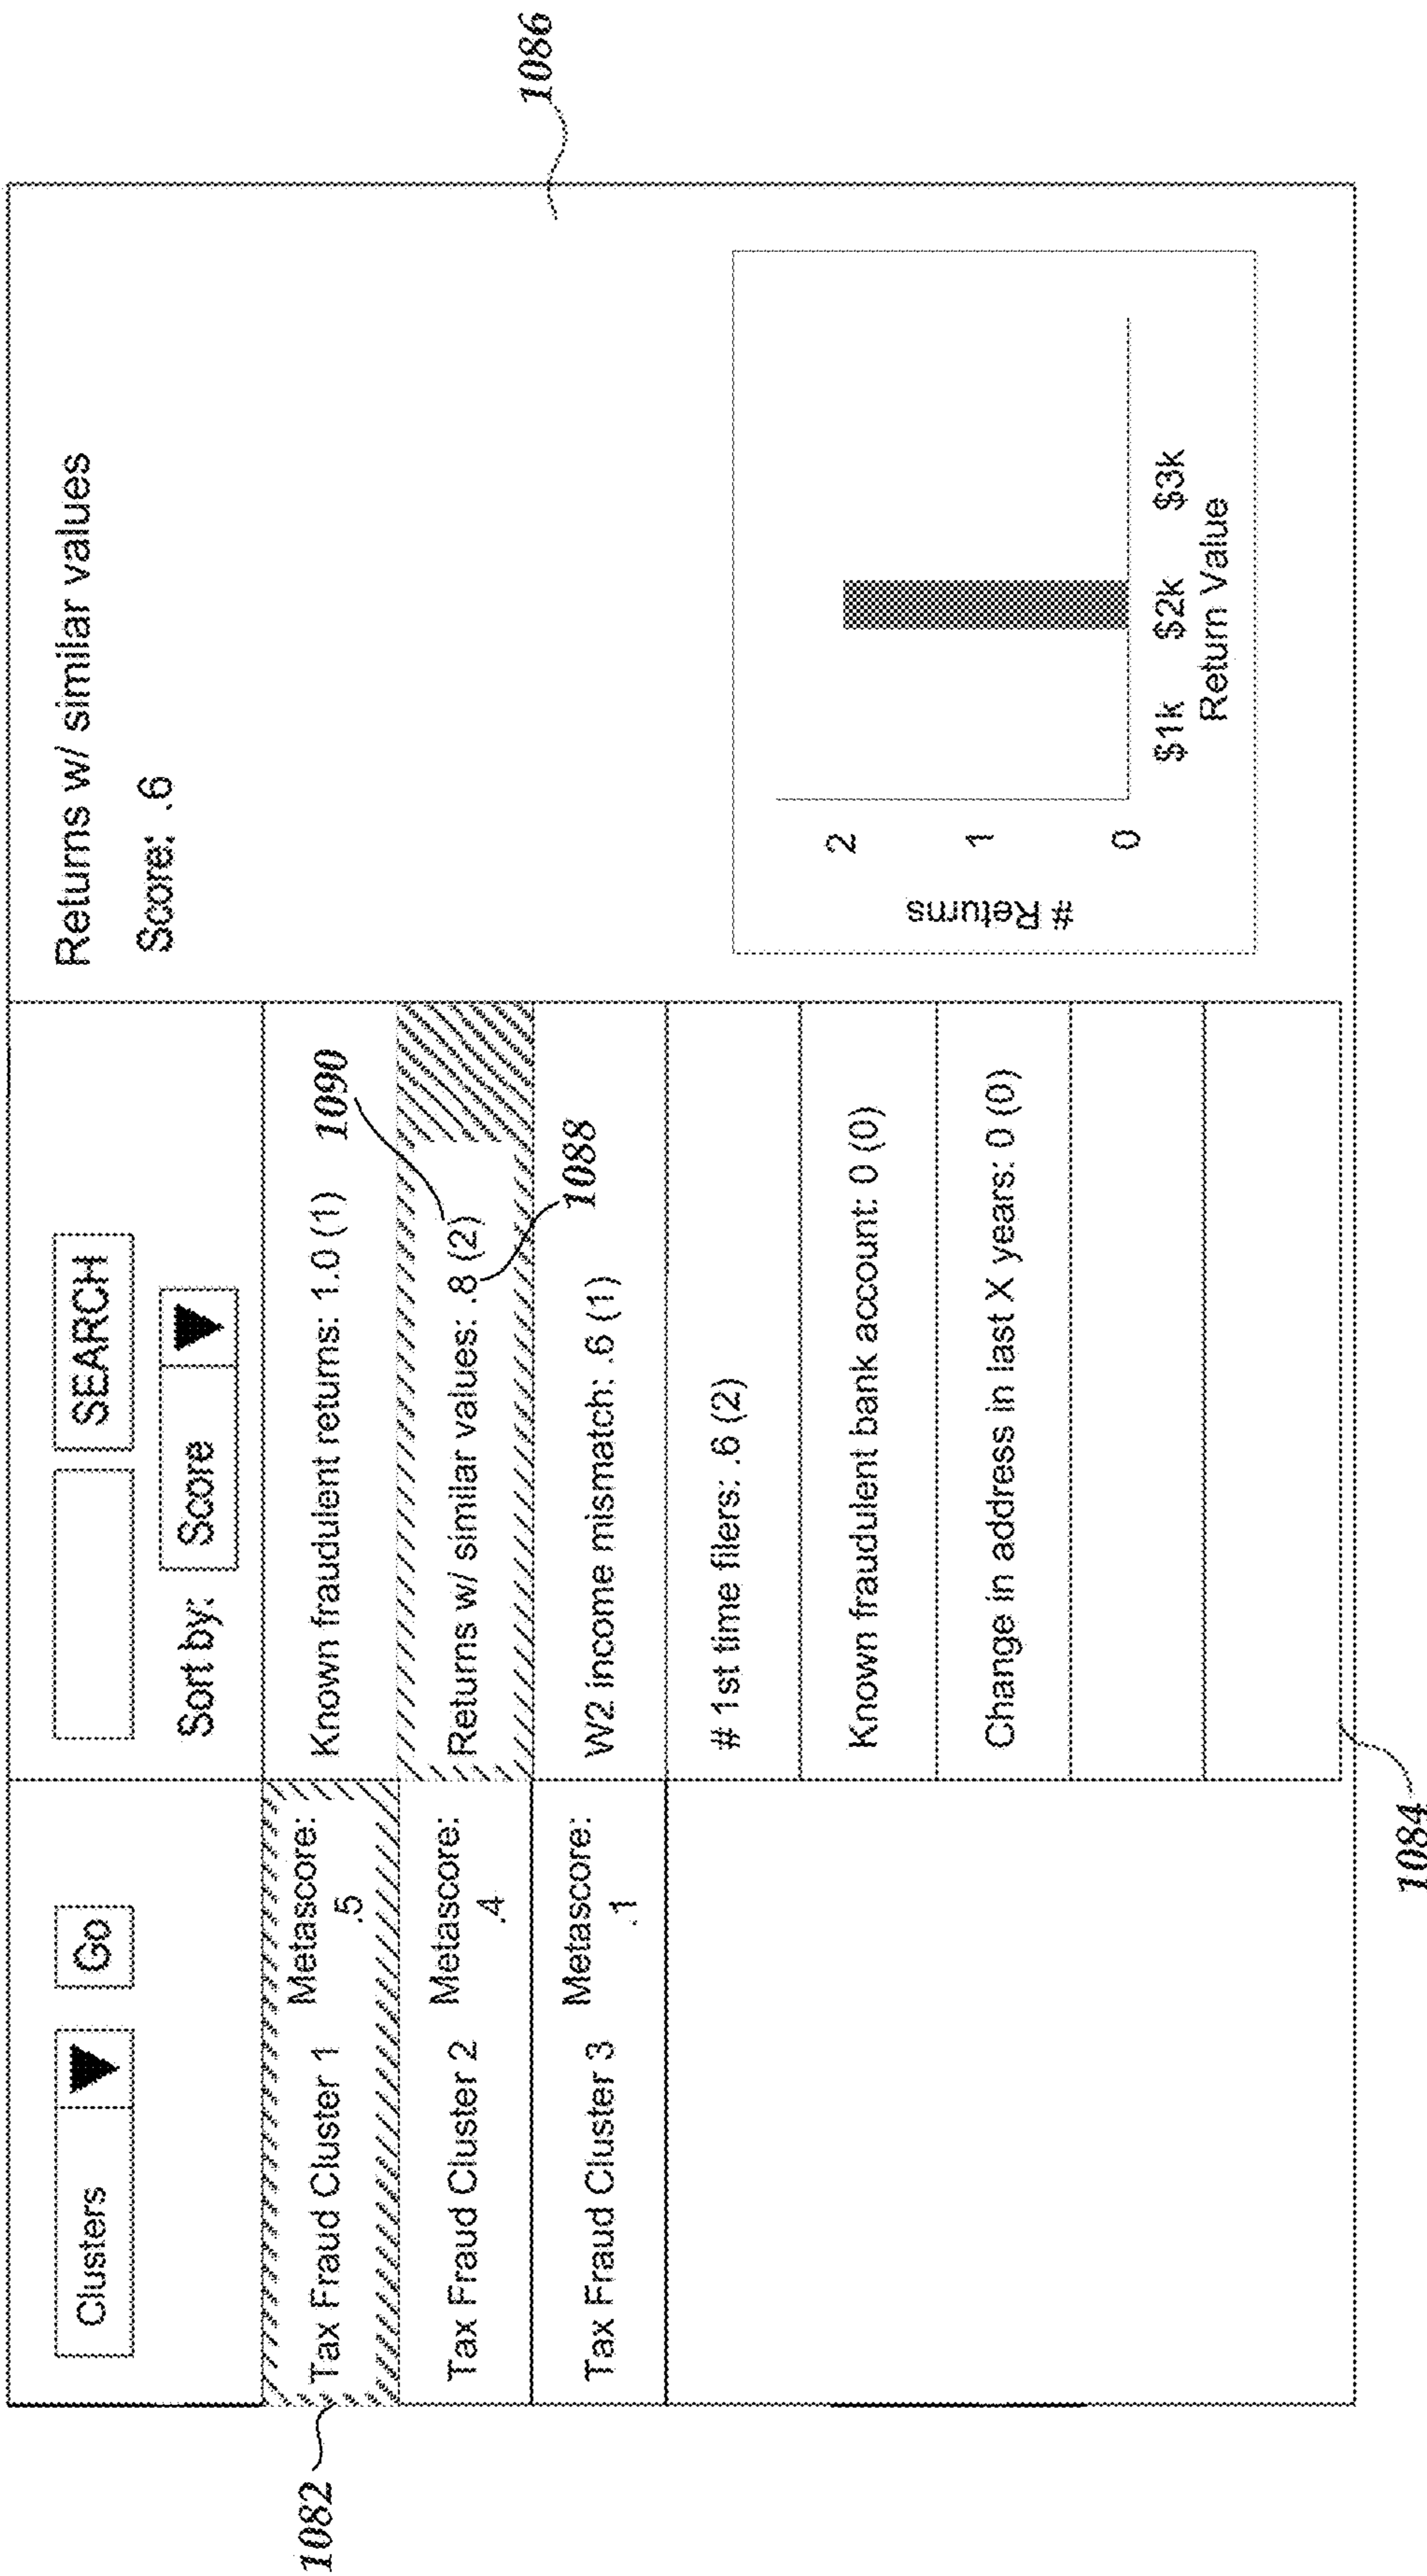 Clusters ▼ Go
SEARCH
Sort by: Score ▼
1082
Tax Fraud Cluster 1 Metascore: .5
Tax Fraud Cluster 2 Metascore: .4
Tax Fraud Cluster 3 Metascore: .1
Known fraudulent returns: 1.0 (1)
1090
Returns w/ similar values: .8 (2)
1088
W2 income mismatch: .6 (1)
# 1st time filers: .6 (2)
Known fraudulent bank account: 0 (0)
Change in address in last X years: 0 (0)
1084
Returns w/ similar values
Score: .6
1086
# Returns
2
1
0
$1k $2k $3k
Return Value